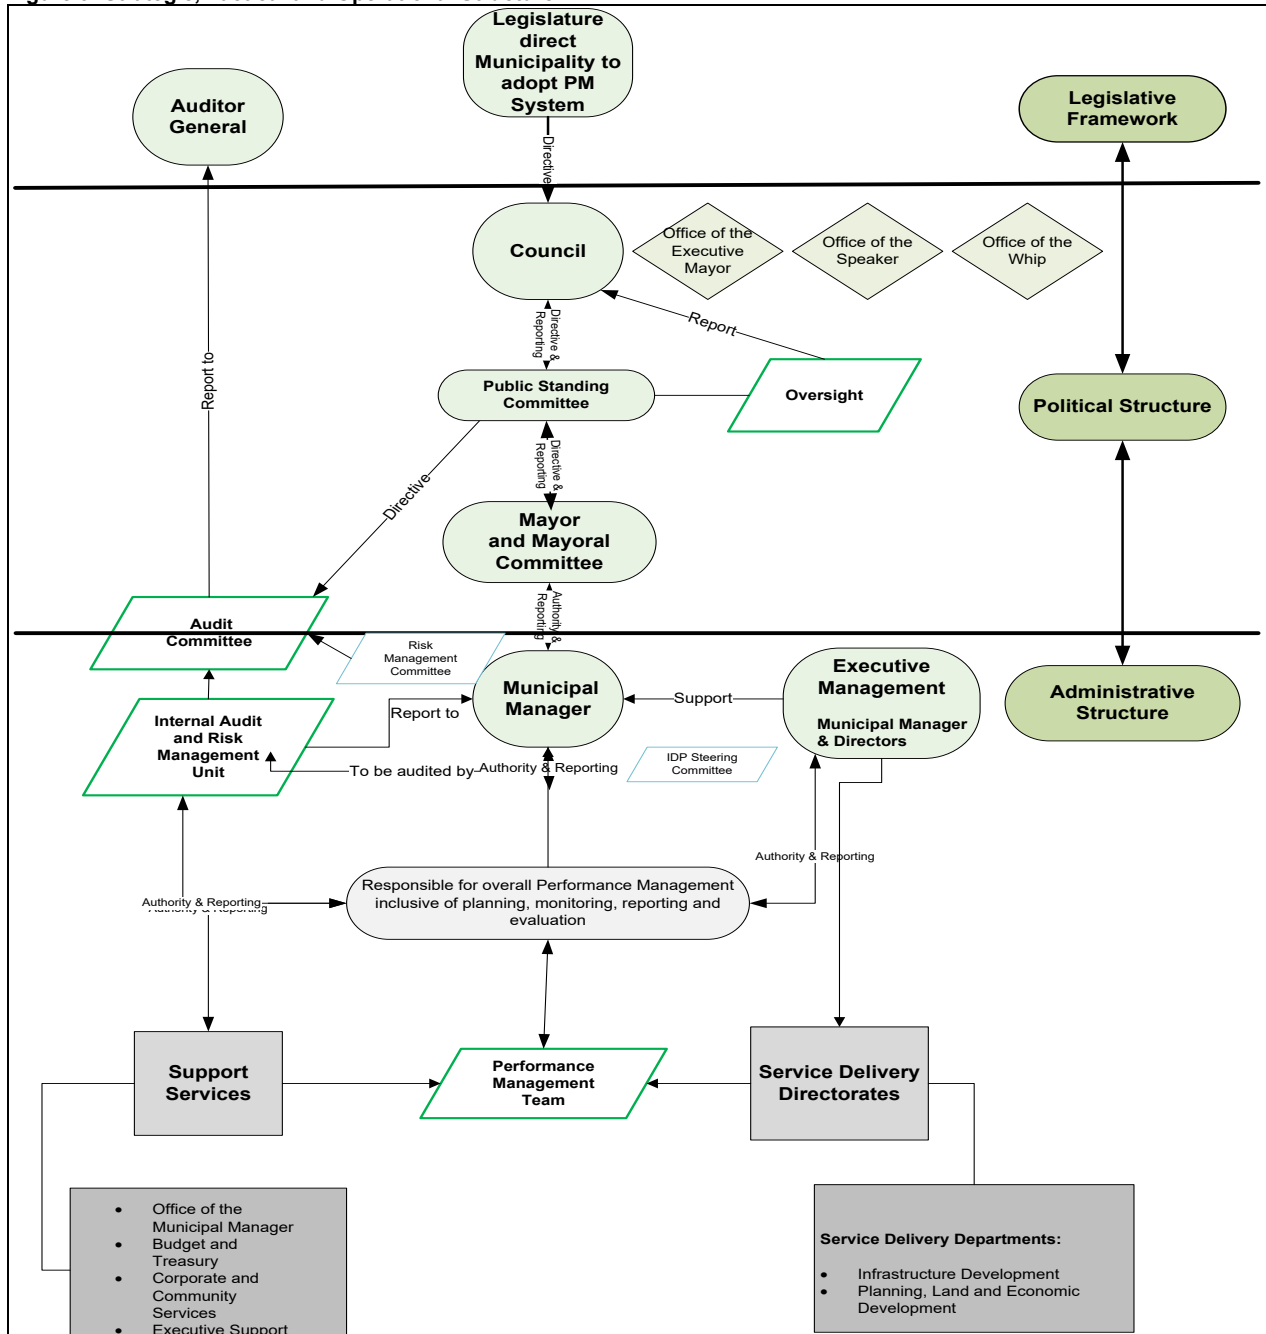 Legislature
direct
Municipality to
adopt PM
System
Auditor
General
Legislative
Framework
Directive
Council
Office of the
Executive
Mayor
Office of the
Speaker
Office of the
Whip
Report
Directive &
Reporting
Report to
Public Standing
Committee
Oversight
Political Structure
Directive &
Reporting
Directive
Mayor
and Mayoral
Committee
Authority &
Reporting
Audit
Committee
Risk
Management
Committee
Municipal
Manager
Support
Executive
Management
Municipal Manager
& Directors
Administrative
Structure
Internal Audit
and Risk
Management
Unit
Report to
To be audited by
Authority & Reporting
IDP Steering
Committee
Authority & Reporting
Responsible for overall Performance Management
inclusive of planning, monitoring, reporting and
evaluation
Authority & Reporting
Authority & Reporting
Support
Services
Performance
Management
Team
Service Delivery
Directorates
• Office of the
Municipal Manager
• Budget and
Treasury
• Corporate and
Community
Services
• Executive Support
Service Delivery Departments:
• Infrastructure Development
• Planning, Land and Economic
Development